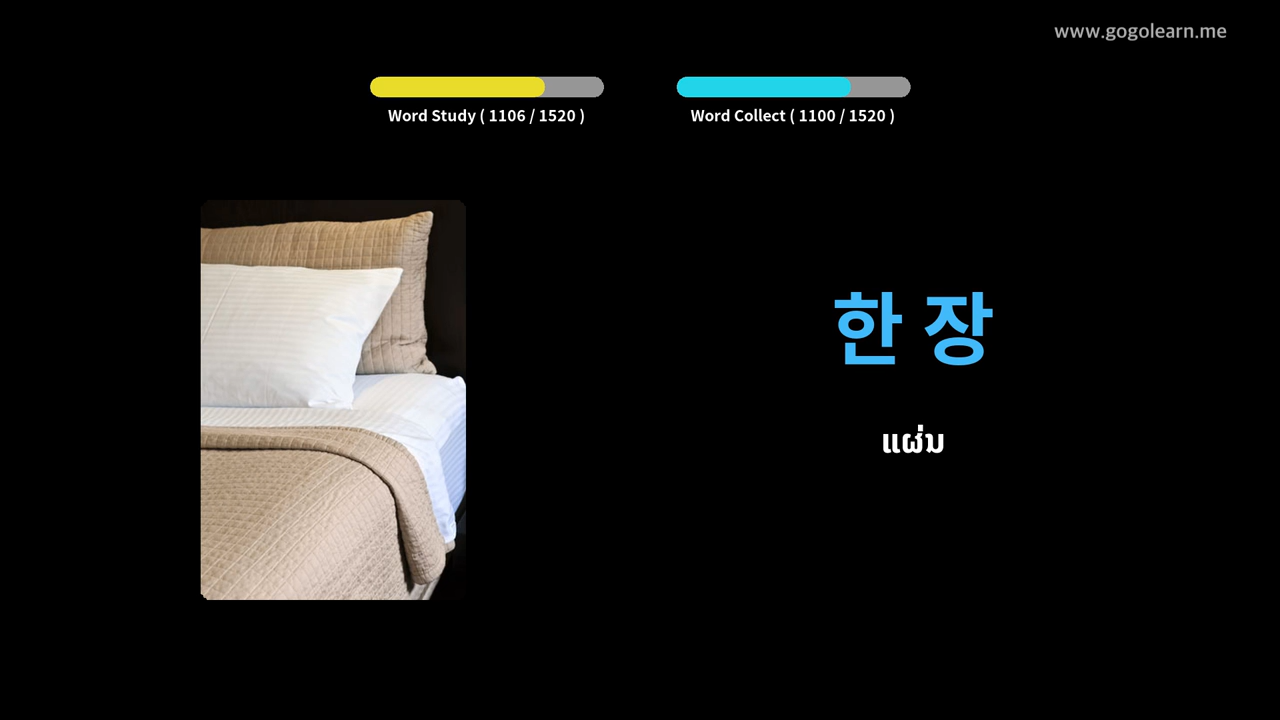 www.gogolearn.me
Word Study ( 1106 / 1520 )
Word Collect ( 1100 / 1520 )
한 장
ແຜ່ນ